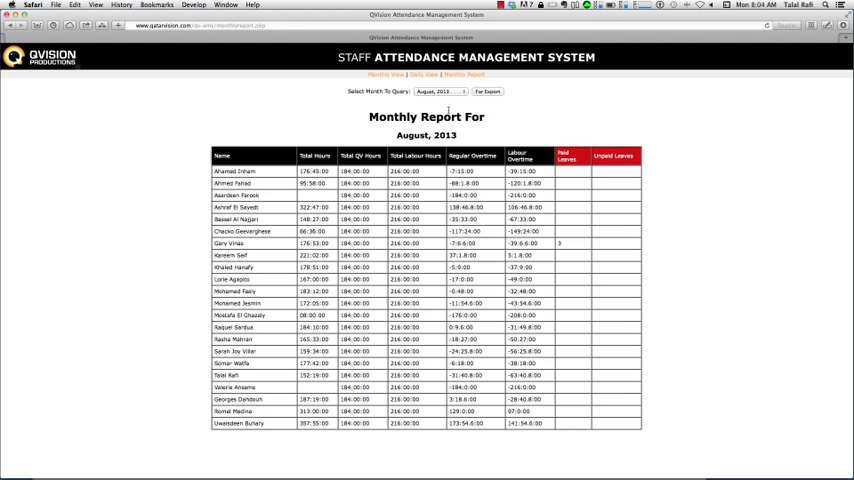 Safari File Edit View History Bookmarks Develop Window Help Mon 8:04 AM Talal Rafi
QVision Attendance Management System
www.qatarvision.com/qv-ams/monthlyreport.php Reader
QVision Attendance Management System
QVISION PRODUCTIONS STAFF ATTENDANCE MANAGEMENT SYSTEM
Monthly View | Daily View | Monthly Report
Select Month To Query: August, 2013 For Export
Monthly Report For
August, 2013
Name Total Hours Total QV Hours Total Labour Hours Regular Overtime Labour Overtime Paid Leaves Unpaid Leaves
Ahamed Inham 176:45:00 184:00:00 216:00:00 -7:15:00 -39:15:00
Ahmed Fahad 95:58:00 184:00:00 216:00:00 -88:1.8:00 -120:1.8:00
Asardeen Farook 184:00:00 216:00:00 -184:0:00 -216:0:00
Ashraf El Sayedt 322:47:00 184:00:00 216:00:00 138:46.8:00 106:46.8:00
Bassel Al Najjari 148:27:00 184:00:00 216:00:00 -35:33:00 -67:33:00
Chacko Geevarghese 66:36:00 184:00:00 216:00:00 -117:24:00 -149:24:00
Gary Vinas 176:53:00 184:00:00 216:00:00 -7:6.6:00 -39:6.6:00 3
Kareem Seif 221:02:00 184:00:00 216:00:00 37:1.8:00 5:1.8:00
Khaled Hanafy 178:51:00 184:00:00 216:00:00 -5:9:00 -37:9:00
Lorie Agapito 167:00:00 184:00:00 216:00:00 -17:0:00 -49:0:00
Mohamed Fasly 183:12:00 184:00:00 216:00:00 -0:48:00 -32:48:00
Mohamed Jesmin 172:05:00 184:00:00 216:00:00 -11:54.6:00 -43:54.6:00
Mostafa El Ghazaly 08:00:00 184:00:00 216:00:00 -176:0:00 -208:0:00
Raquel Sardus 184:10:00 184:00:00 216:00:00 0:9.6:00 -31:49.8:00
Rasha Mahran 165:33:00 184:00:00 216:00:00 -18:27:00 -50:27:00
Sarah Joy Villar 159:34:00 184:00:00 216:00:00 -24:25.8:00 -56:25.8:00
Somar Watfa 177:42:00 184:00:00 216:00:00 -6:18:00 -38:18:00
Talal Rafi 152:19:00 184:00:00 216:00:00 -31:40.8:00 -63:40.8:00
Valerie Ansems 184:00:00 216:00:00 -184:0:00 -216:0:00
Georges Dahdouh 187:19:00 184:00:00 216:00:00 3:18.6:00 -28:40.8:00
Romel Medina 313:00:00 184:00:00 216:00:00 129:0:00 97:0:00
Uwaisdeen Buhary 357:55:00 184:00:00 216:00:00 173:54.6:00 141:54.6:00